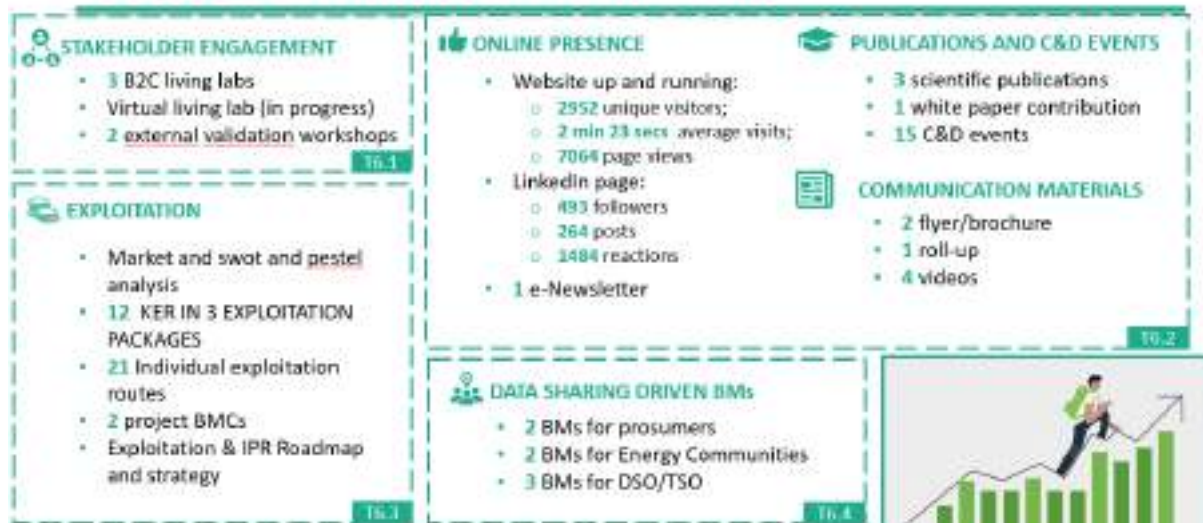 STAKEHOLDER ENGAGEMENT
• 3 B2C living labs
• Virtual living lab (in progress)
• 2 external validation workshops
T6.1
EXPLOITATION
• Market and swot and pestel
analysis
• 12 KER IN 3 EXPLOITATION
PACKAGES
• 21 Individual exploitation
routes
• 2 project BMCs
• Exploitation & IPR Roadmap
and strategy
T6.3
ONLINE PRESENCE
• Website up and running:
○ 2952 unique visitors;
○ 2 min 23 secs average visits;
○ 7064 page views
• LinkedIn page:
○ 493 followers
○ 264 posts
○ 1484 reactions
• 1 e-Newsletter
PUBLICATIONS AND C&D EVENTS
• 3 scientific publications
• 1 white paper contribution
• 15 C&D events
COMMUNICATION MATERIALS
• 2 flyer/brochure
• 1 roll-up
• 4 videos
T6.2
DATA SHARING DRIVEN BMs
• 2 BMs for prosumers
• 2 BMs for Energy Communities
• 3 BMs for DSO/TSO
T6.4